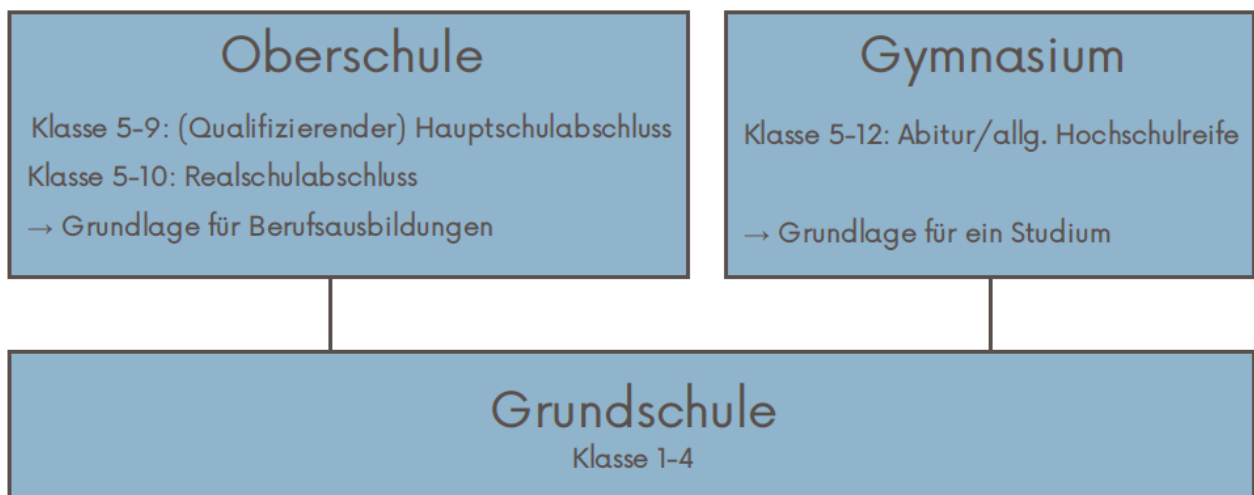 Oberschule
Klasse 5-9: (Qualifizierender) Hauptschulabschluss
Klasse 5-10: Realschulabschluss
→ Grundlage für Berufsausbildungen
Gymnasium
Klasse 5-12: Abitur/allg. Hochschulreife
→ Grundlage für ein Studium
Grundschule
Klasse 1-4